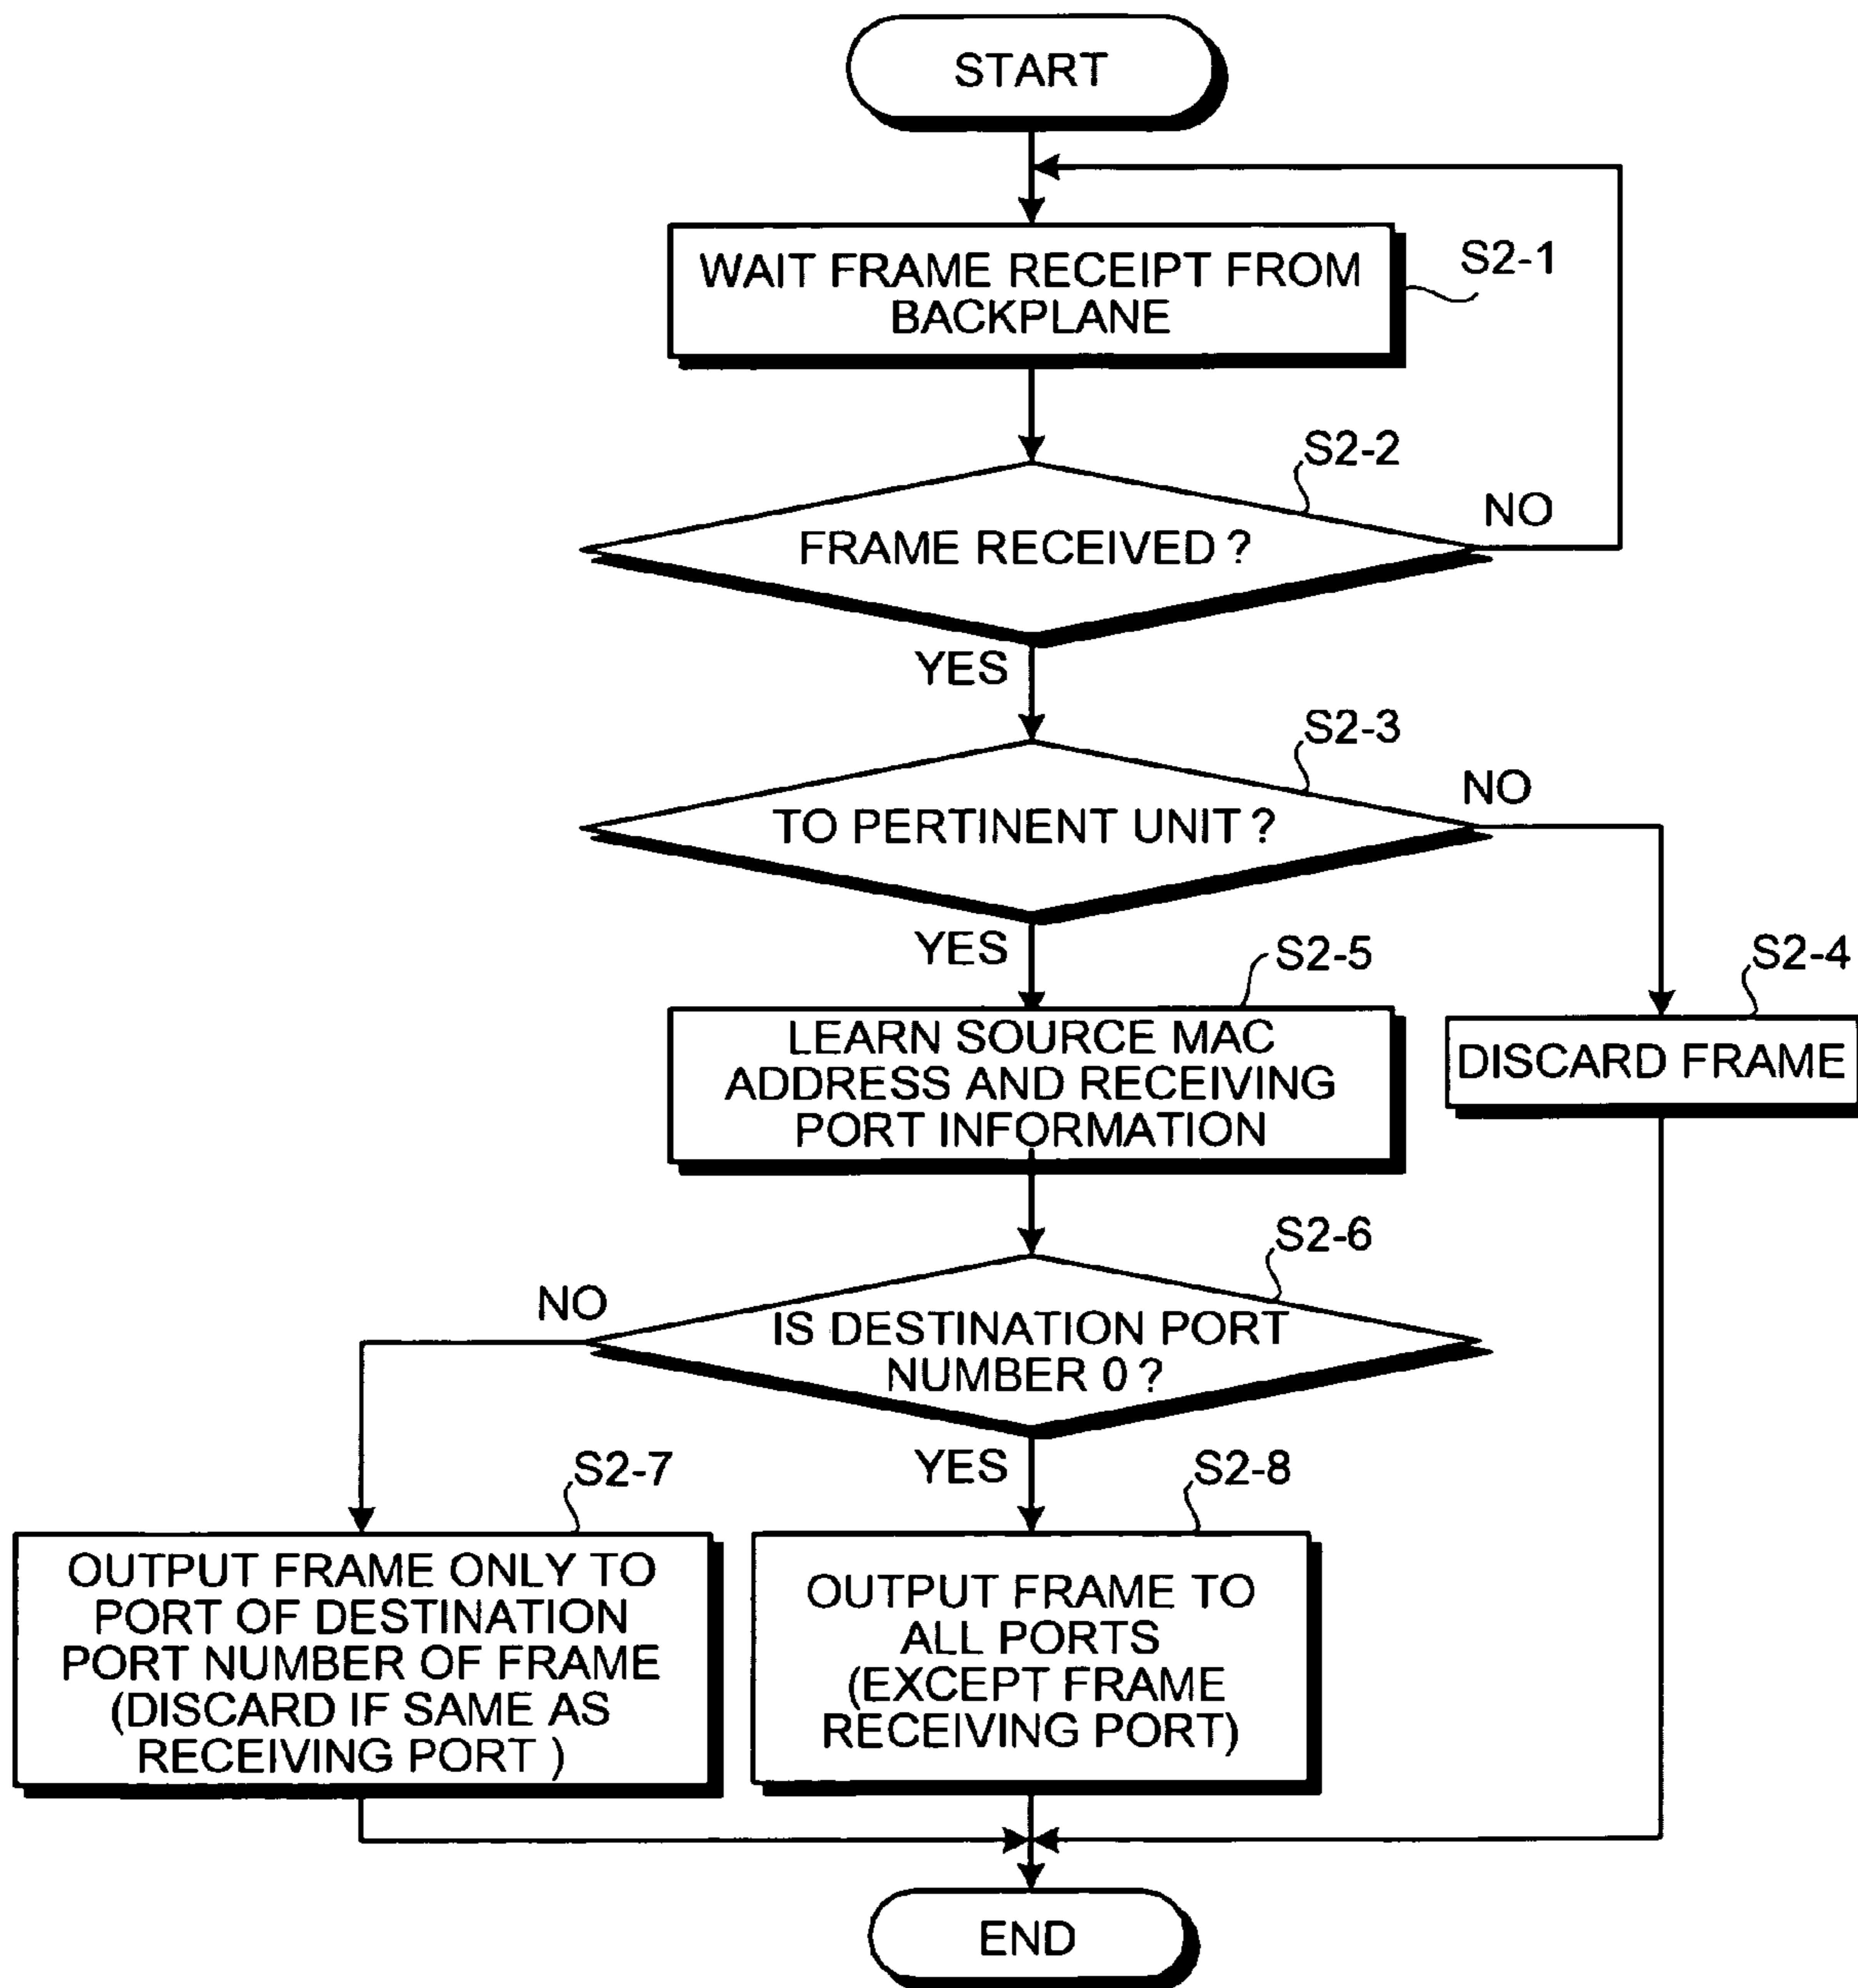 START
WAIT FRAME RECEIPT FROM
BACKPLANE
S2-1
S2-2
FRAME RECEIVED ?
NO
YES
S2-3
TO PERTINENT UNIT ?
NO
YES
S2-5
LEARN SOURCE MAC
ADDRESS AND RECEIVING
PORT INFORMATION
S2-4
DISCARD FRAME
S2-6
IS DESTINATION PORT
NUMBER 0 ?
NO
YES
S2-7
OUTPUT FRAME ONLY TO
PORT OF DESTINATION
PORT NUMBER OF FRAME
(DISCARD IF SAME AS
RECEIVING PORT )
S2-8
OUTPUT FRAME TO
ALL PORTS
(EXCEPT FRAME
RECEIVING PORT)
END